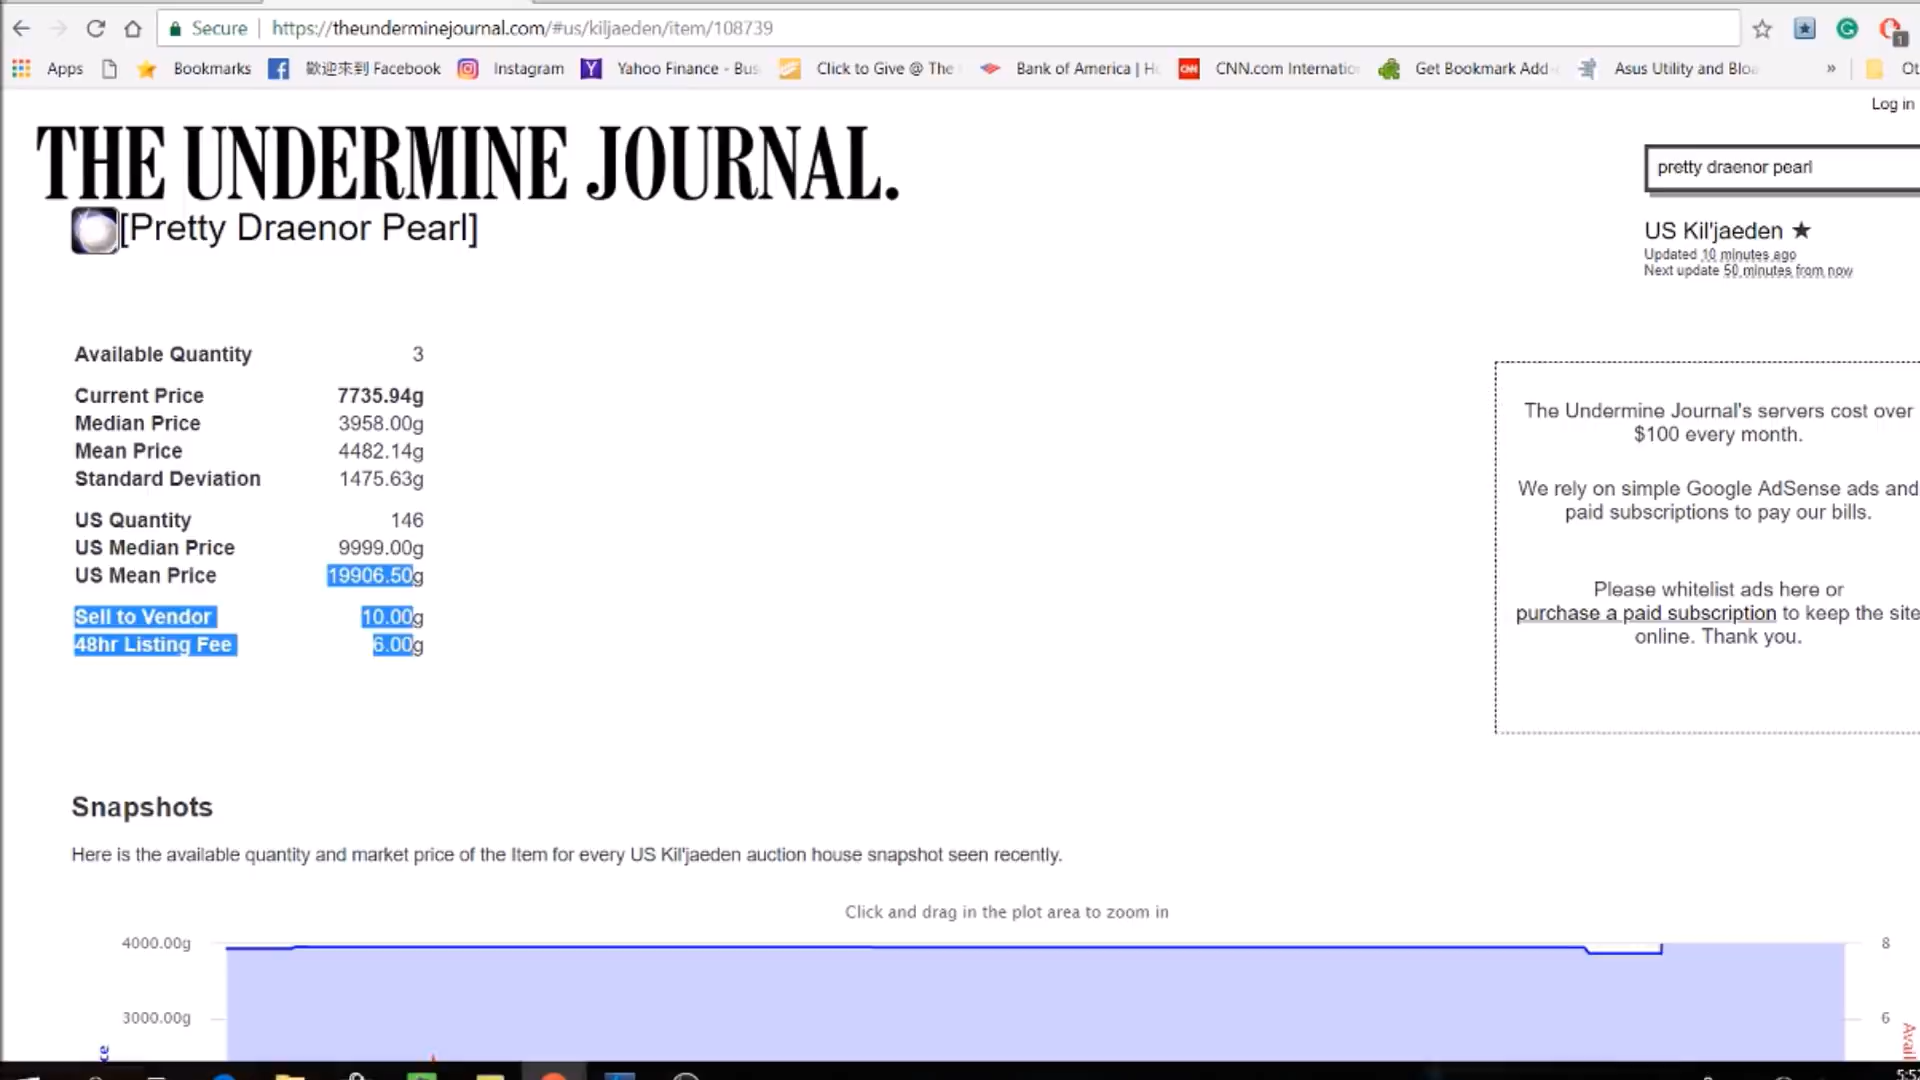 Secure
https://theunderminejournal.com/#us/kiljaeden/item/108739
1
Apps Bookmarks 歡迎來到 Facebook Instagram Yahoo Finance - Bus Click to Give @ The Bank of America | H CNN.com Internatio Get Bookmark Add Asus Utility and Bloa » Ot
Log in
THE UNDERMINE JOURNAL.
pretty draenor pearl
[Pretty Draenor Pearl]
US Kil'jaeden ★
Updated 10 minutes ago
Next update 50 minutes from now
Available Quantity 3
Current Price 7735.94g
Median Price 3958.00g
Mean Price 4482.14g
Standard Deviation 1475.63g
US Quantity 146
US Median Price 9999.00g
US Mean Price 19906.50g
Sell to Vendor 10.00g
48hr Listing Fee 6.00g
The Undermine Journal's servers cost over
$100 every month.
We rely on simple Google AdSense ads and
paid subscriptions to pay our bills.
Please whitelist ads here or
purchase a paid subscription to keep the site
online. Thank you.
Snapshots
Here is the available quantity and market price of the Item for every US Kil'jaeden auction house snapshot seen recently.
Click and drag in the plot area to zoom in
4000.00g
8
3000.00g
6